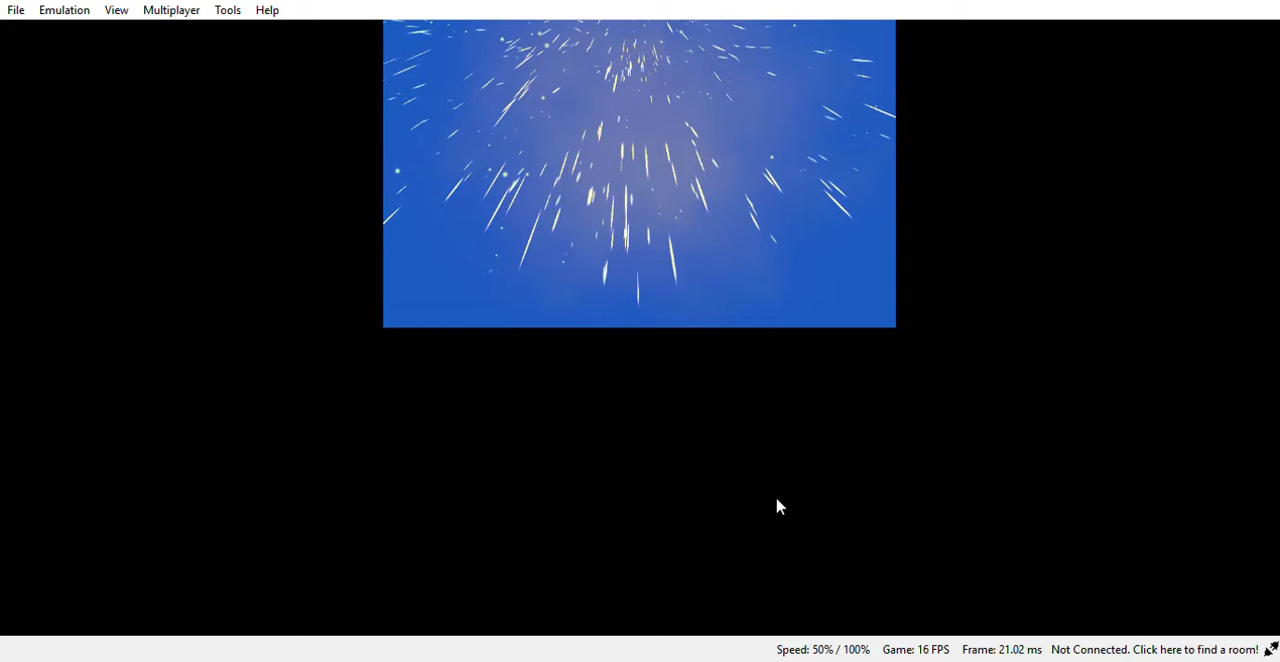 File Emulation View Multiplayer Tools Help
Speed: 50% / 100% Game: 16 FPS Frame: 21.02 ms Not Connected. Click here to find a room!